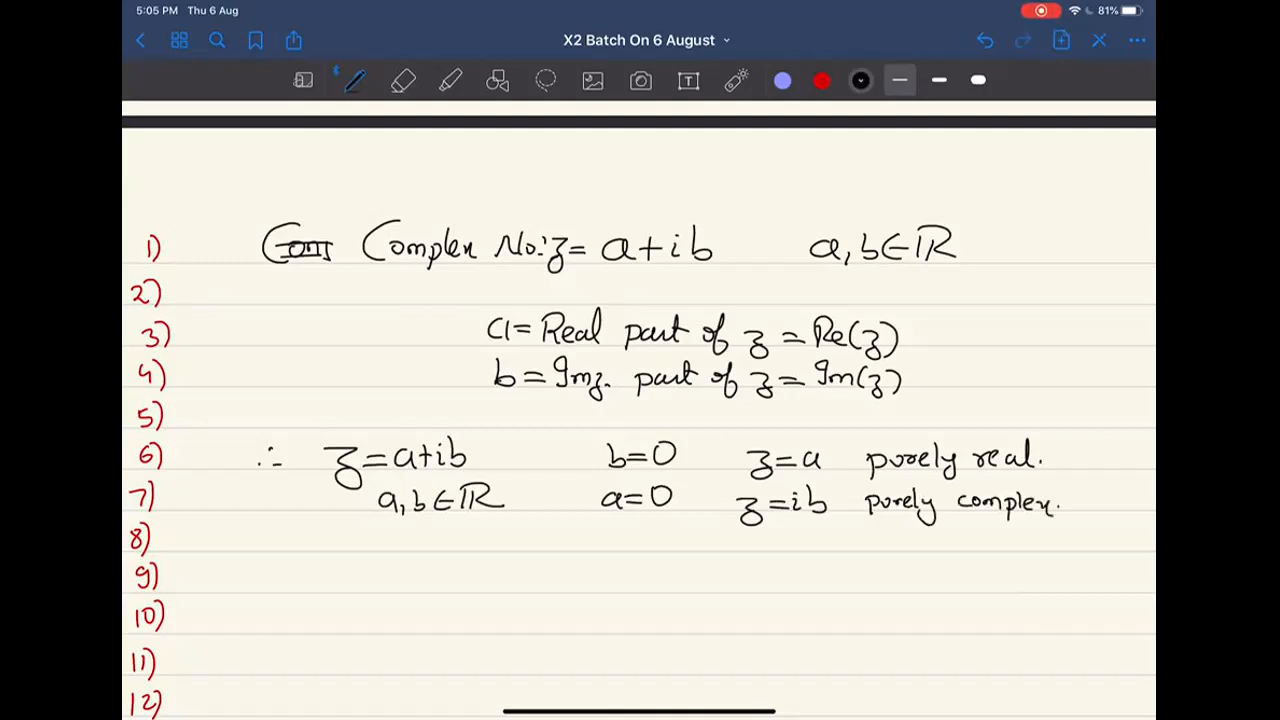 5:05 PM Thu 6 Aug 81%
X2 Batch On 6 August
1) Complex No: z = a+ib a, b ∈ ℝ
2)
3) a = Real part of z = Re(z)
4) b = Img. part of z = Im(z)
5)
6) ∴ z = a+ib b=0 z=a purely real.
7) a, b ∈ ℝ a=0 z=ib purely complex.
8)
9)
10)
11)
12)